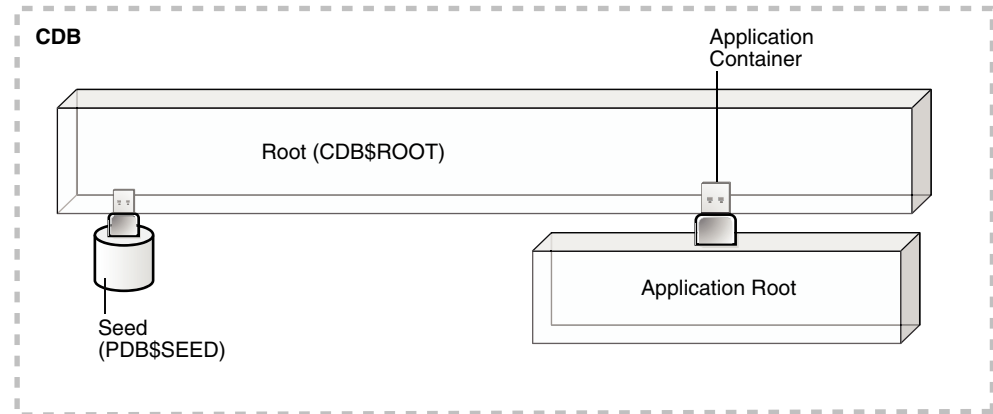 CDB
Application
Container
Root (CDB$ROOT)
Application Root
Seed
(PDB$SEED)